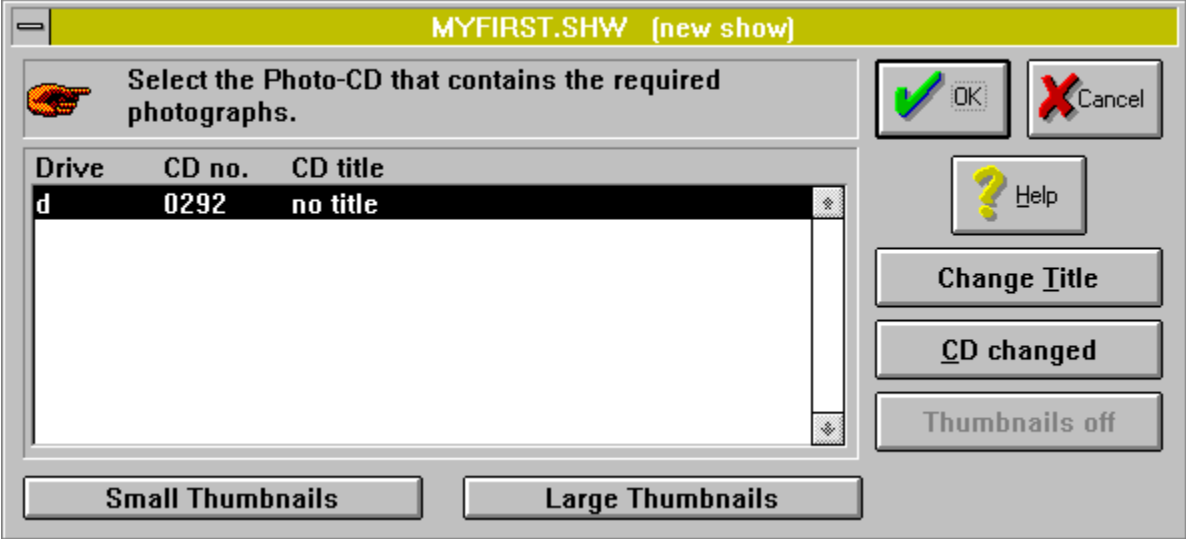 MYFIRST.SHW (new show)
Select the Photo-CD that contains the required
photographs.
OK
Cancel
Drive CD no. CD title
d 0292 no title
Help
Change Title
CD changed
Thumbnails off
Small Thumbnails
Large Thumbnails